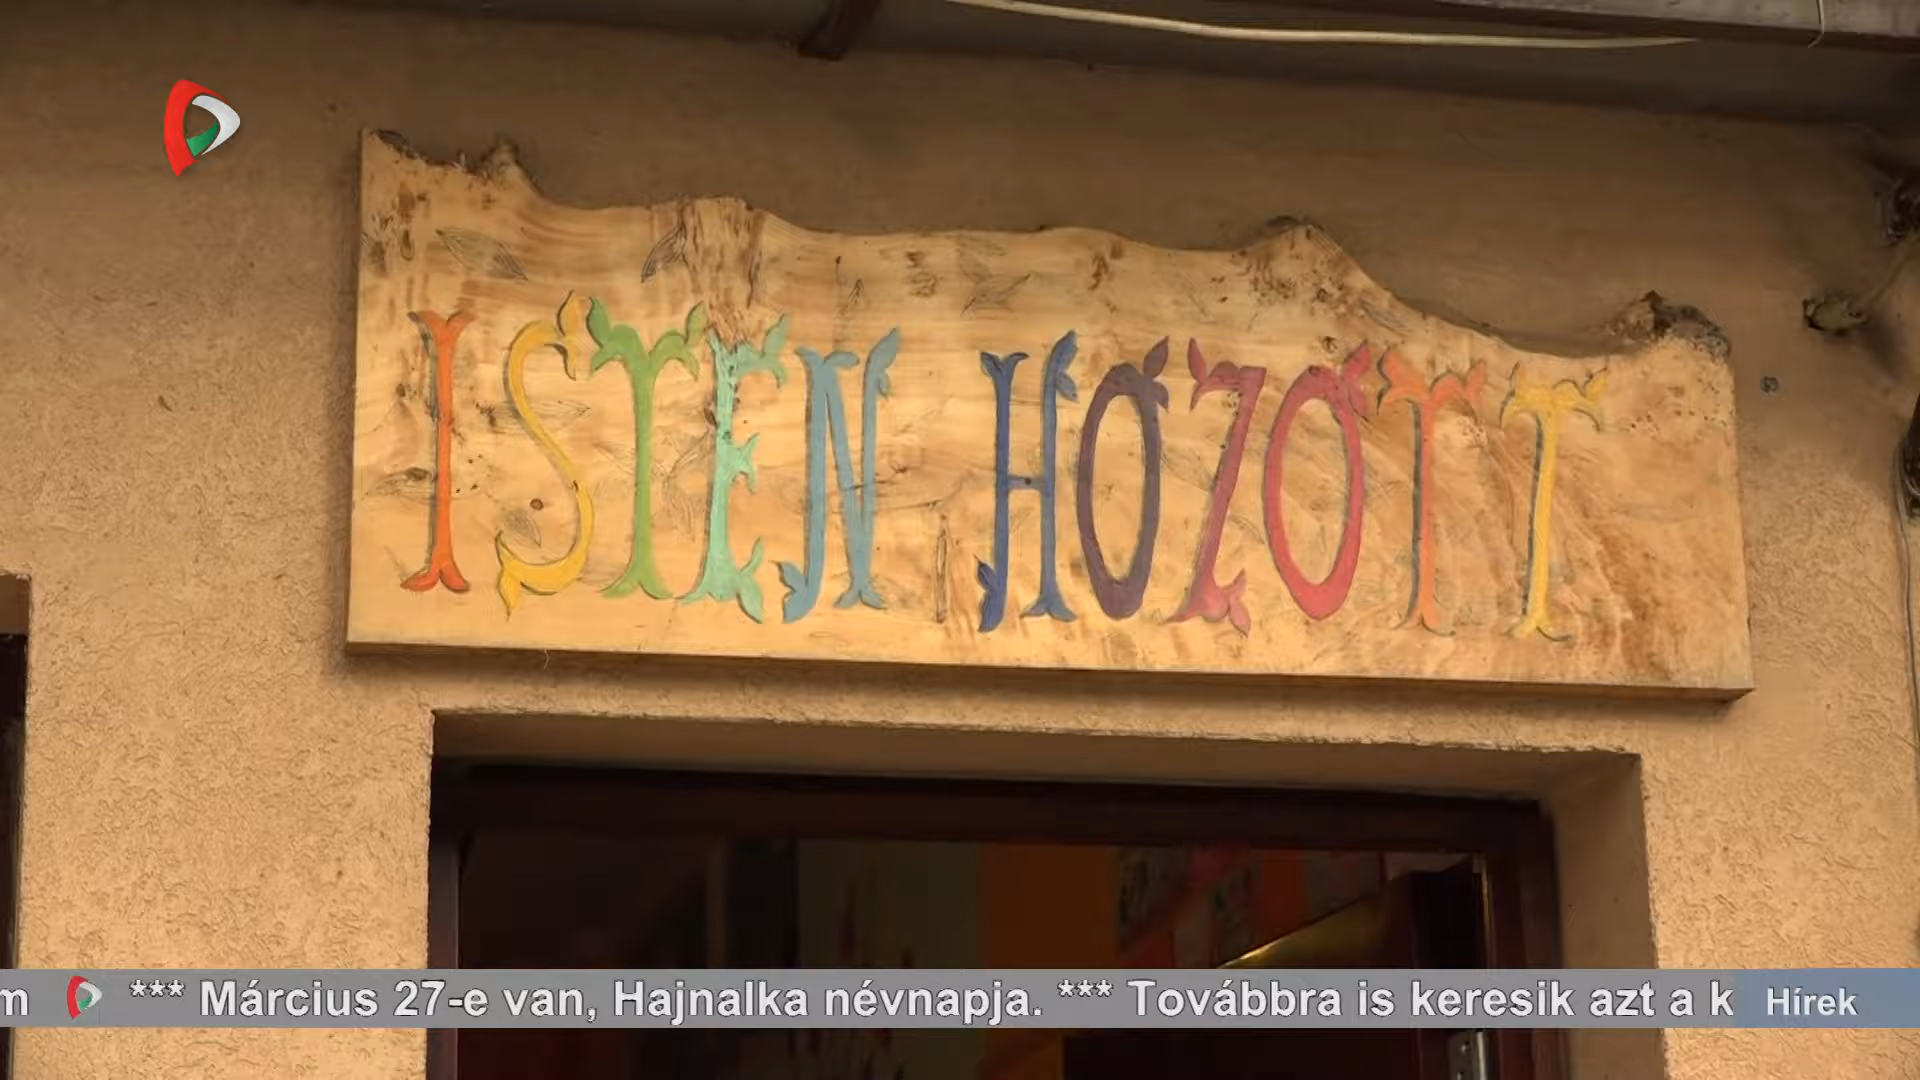 ISTEN HOZOTT
m *** Március 27-e van, Hajnalka névnapja. *** Továbbra is keresik azt a k
Hírek